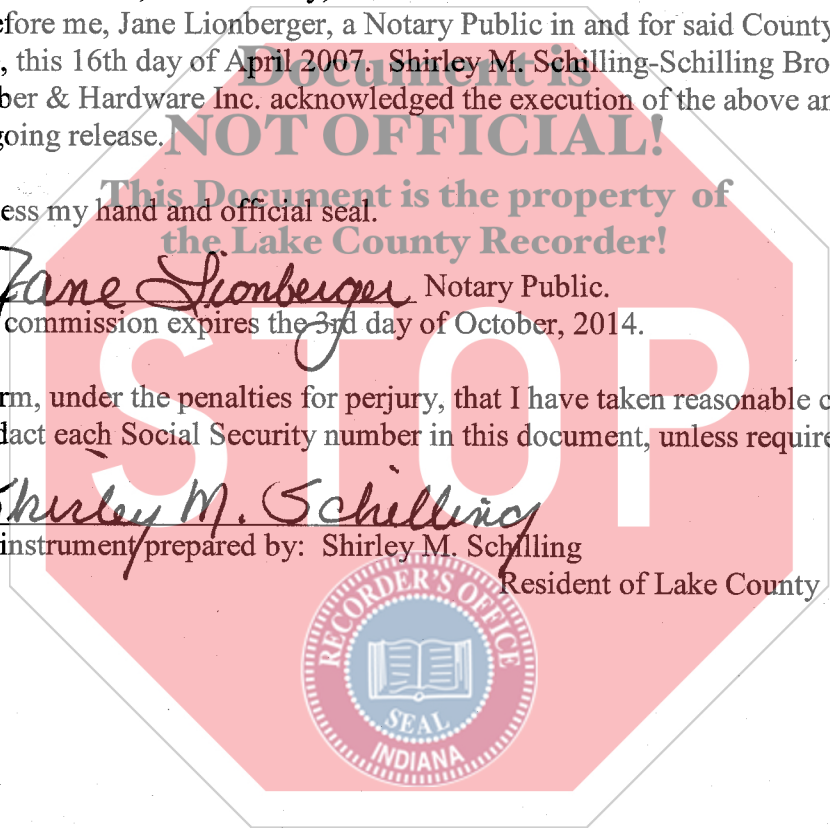 efore me, Jane Lionberger, a Notary Public in and for said County
, this 16th day of April 2007 Shirley M. Schilling-Schilling Bro
ber & Hardware Inc. acknowledged the execution of the above an
going release.
Document is
NOT OFFICIAL!
This Document is the property of
the Lake County Recorder!
ess my hand and official seal.
Jane Lionberger Notary Public.
commission expires the 3rd day of October, 2014.
STOP
rm, under the penalties for perjury, that I have taken reasonable c
dact each Social Security number in this document, unless require
Shirley M. Schilling
instrument prepared by: Shirley M. Schilling
Resident of Lake County
RECORDER'S OFFICE
SEAL
INDIANA